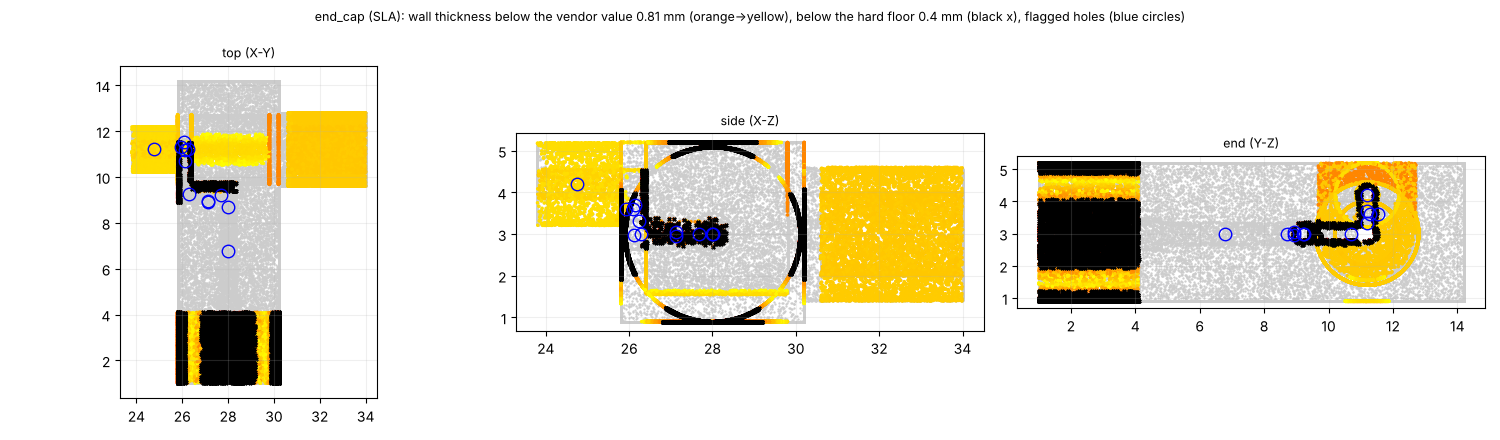 end_cap (SLA): wall thickness below the vendor value 0.81 mm (orange→yellow), below the hard floor 0.4 mm (black x), flagged holes (blue circles)
top (X-Y)
14
12
10
8
6
4
2
24 26 28 30 32 34
side (X-Z)
5
4
3
2
1
24 26 28 30 32 34
end (Y-Z)
5
4
3
2
1
2 4 6 8 10 12 14